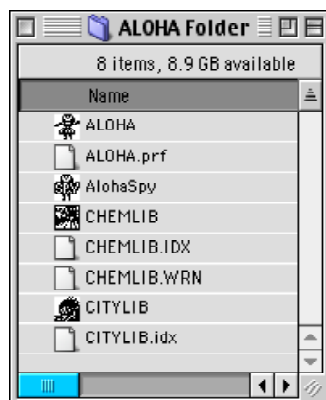 ALOHA Folder
8 items, 8.9 GB available
Name
ALOHA
ALOHA.prf
AlohaSpy
CHEMLIB
CHEMLIB.IDX
CHEMLIB.WRN
CITYLIB
CITYLIB.idx